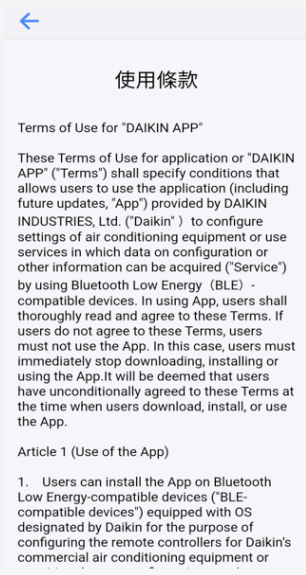 使用條款
Terms of Use for "DAIKIN APP"
These Terms of Use for application or "DAIKIN
APP" ("Terms") shall specify conditions that
allows users to use the application (including
future updates, "App") provided by DAIKIN
INDUSTRIES, Ltd. ("Daikin" ）to configure
settings of air conditioning equipment or use
services in which data on configuration or
other information can be acquired ("Service")
by using Bluetooth Low Energy（BLE）-
compatible devices. In using App, users shall
thoroughly read and agree to these Terms. If
users do not agree to these Terms, users
must not use the App. In this case, users must
immediately stop downloading, installing or
using the App.It will be deemed that users
have unconditionally agreed to these Terms at
the time when users download, install, or use
the App.
Article 1 (Use of the App)
1. Users can install the App on Bluetooth
Low Energy-compatible devices ("BLE-
compatible devices") equipped with OS
designated by Daikin for the purpose of
configuring the remote controllers for Daikin's
commercial air conditioning equipment or